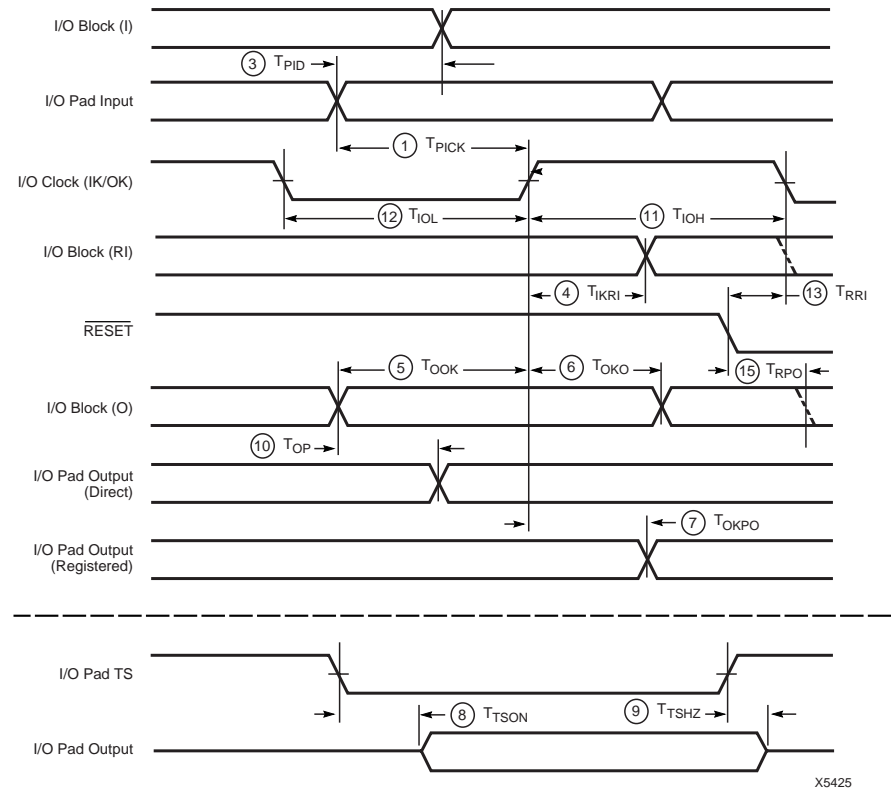 I/O Block (I)
3 TPID
I/O Pad Input
1 TPICK
I/O Clock (IK/OK)
12 TIOL
11 TIOH
I/O Block (RI)
4 TIKRI
13 TRRI
RESET
5 TOOK
6 TOKO
15 TRPO
I/O Block (O)
10 TOP
I/O Pad Output
(Direct)
7 TOKPO
I/O Pad Output
(Registered)
I/O Pad TS
8 TTSON
9 TTSHZ
I/O Pad Output
X5425